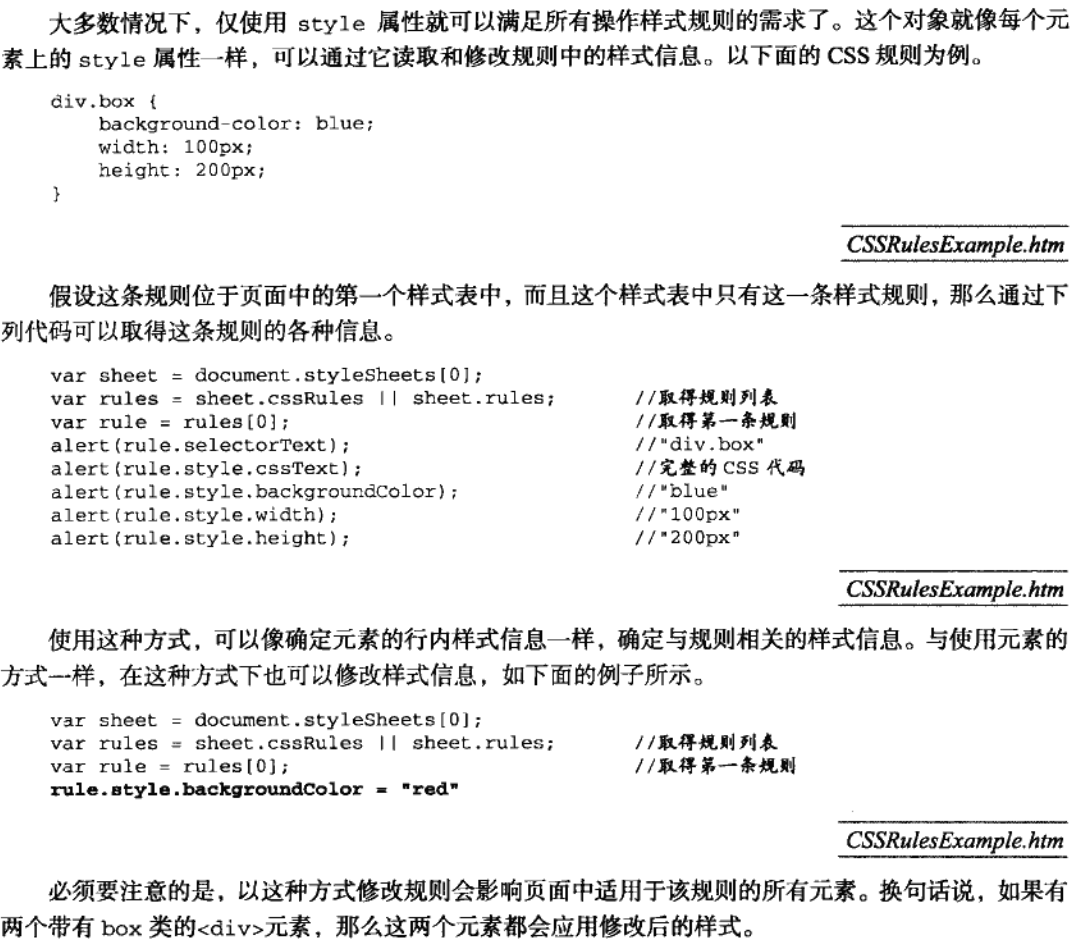 大多数情况下，仅使用 style 属性就可以满足所有操作样式规则的需求了。这个对象就像每个元
素上的 style 属性一样，可以通过它读取和修改规则中的样式信息。以下面的 CSS 规则为例。
div.box {
    background-color: blue;
    width: 100px;
    height: 200px;
}
CSSRulesExample.htm
假设这条规则位于页面中的第一个样式表中，而且这个样式表中只有这一条样式规则，那么通过下
列代码可以取得这条规则的各种信息。
var sheet = document.styleSheets[0];
var rules = sheet.cssRules || sheet.rules; //取得规则列表
var rule = rules[0]; //取得第一条规则
alert(rule.selectorText); //"div.box"
alert(rule.style.cssText); //完整的 CSS 代码
alert(rule.style.backgroundColor); //"blue"
alert(rule.style.width); //"100px"
alert(rule.style.height); //"200px"
CSSRulesExample.htm
使用这种方式，可以像确定元素的行内样式信息一样，确定与规则相关的样式信息。与使用元素的
方式一样，在这种方式下也可以修改样式信息，如下面的例子所示。
var sheet = document.styleSheets[0];
var rules = sheet.cssRules || sheet.rules; //取得规则列表
var rule = rules[0]; //取得第一条规则
rule.style.backgroundColor = "red"
CSSRulesExample.htm
必须要注意的是，以这种方式修改规则会影响页面中适用于该规则的所有元素。换句话说，如果有
两个带有 box 类的<div>元素，那么这两个元素都会应用修改后的样式。